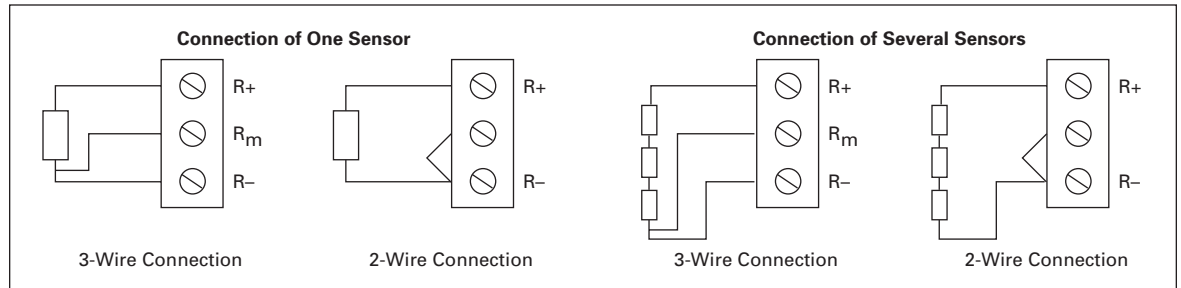 Connection of One Sensor
Connection of Several Sensors
R+
R+
R+
R+
Rm
Rm
R–
R–
R–
R–
3-Wire Connection
2-Wire Connection
3-Wire Connection
2-Wire Connection